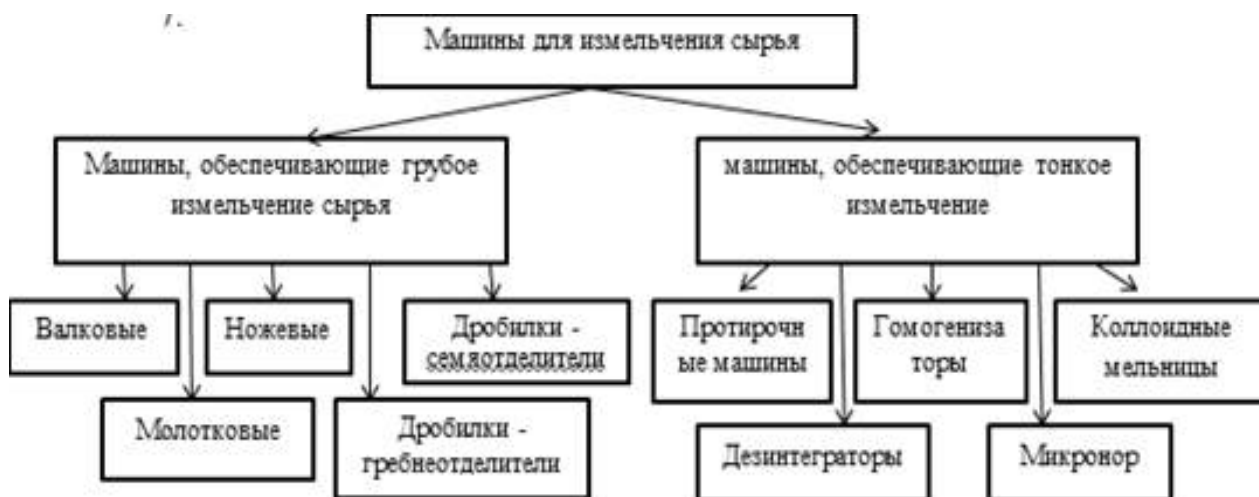 Машины для измельчения сырья
Машины, обеспечивающие грубое
измельчение сырья
машины, обеспечивающие тонкое
измельчение
Валковые
Ножевые
Дробилки -
семяотделители
Протирочн
ые машины
Гомогениза
торы
Коллоидные
мельницы
Молотковые
Дробилки -
гребнеотделители
Дезинтеграторы
Микронор